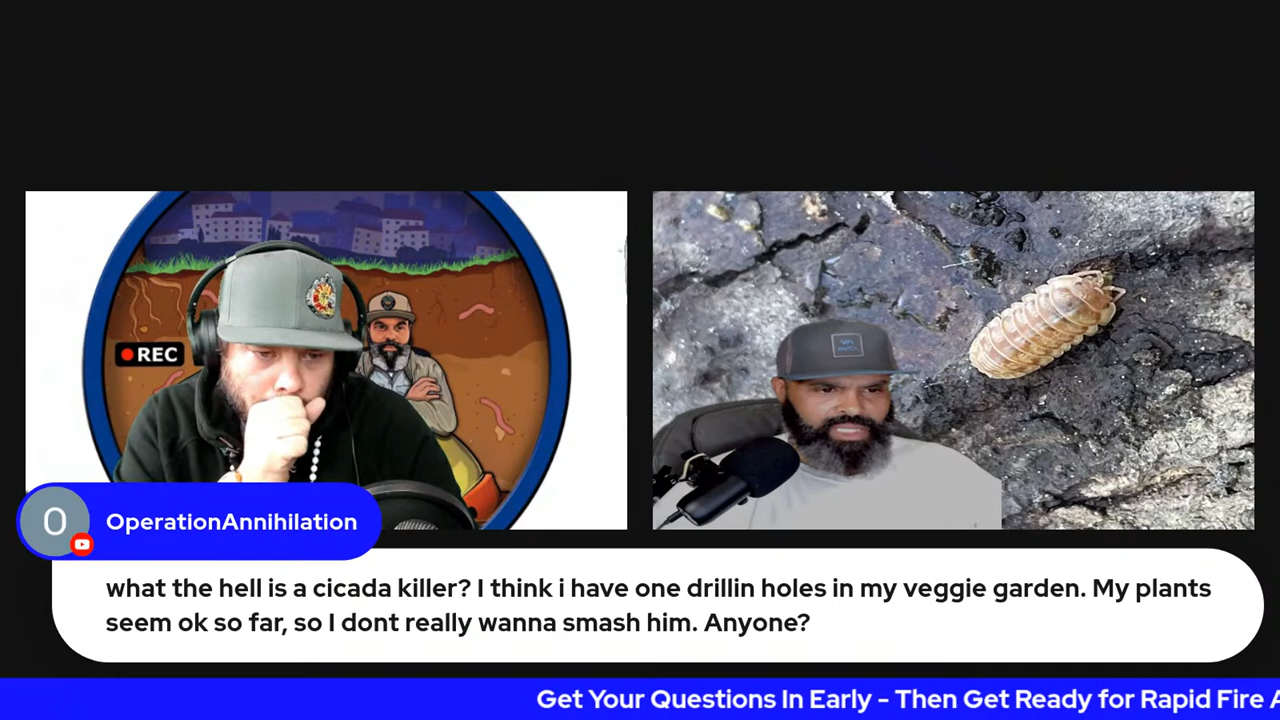 REC
O
OperationAnnihilation
what the hell is a cicada killer? I think i have one drillin holes in my veggie garden. My plants
seem ok so far, so I dont really wanna smash him. Anyone?
Get Your Questions In Early - Then Get Ready for Rapid Fire